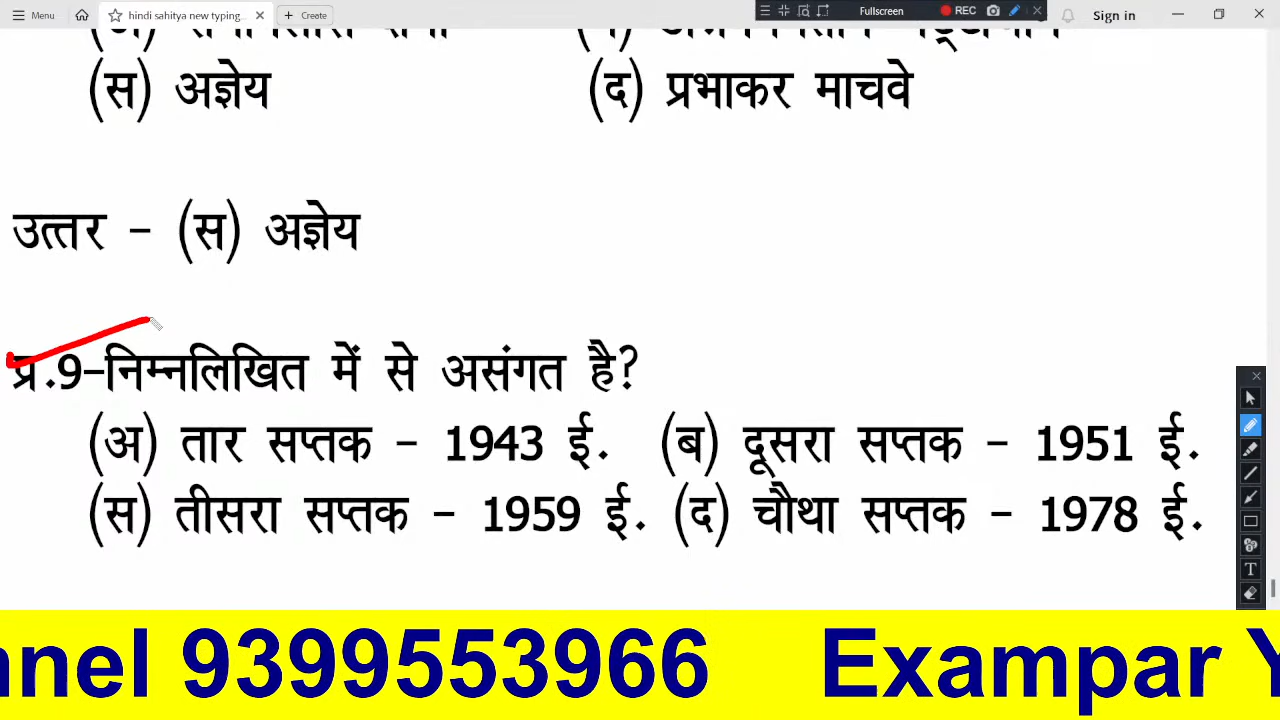 Menu hindi sahitya new typing... + Create Fullscreen REC Sign in
(स) अज्ञेय (द) प्रभाकर माचवे
उत्तर - (स) अज्ञेय
प्र.9-निम्नलिखित में से असंगत है?
(अ) तार सप्तक - 1943 ई. (ब) दूसरा सप्तक - 1951 ई.
(स) तीसरा सप्तक - 1959 ई. (द) चौथा सप्तक - 1978 ई.
nnel 9399553966 Exampar Y